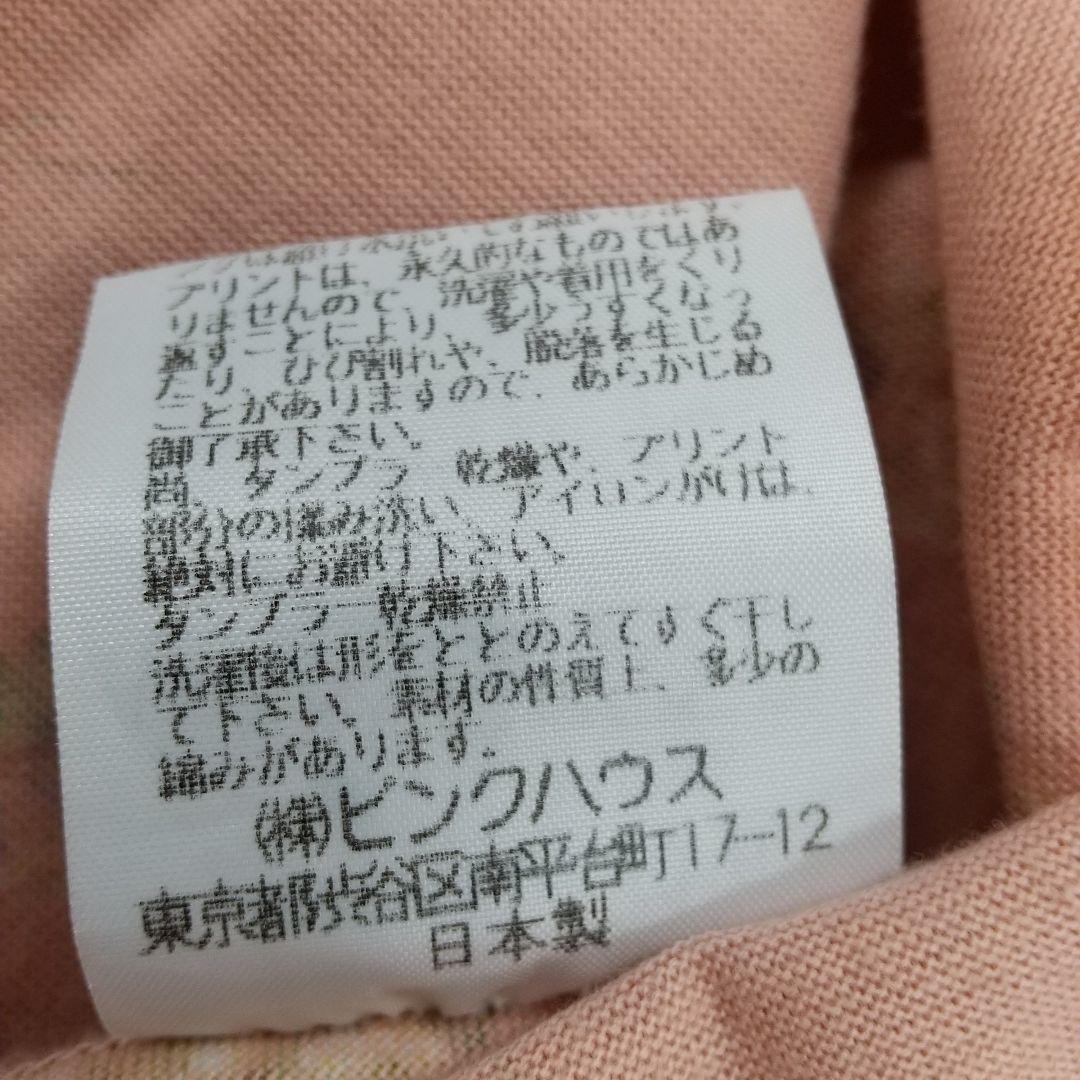 プリントは、永久的なものではあ
りませんので、洗濯や着用をくり
返すことにより、多少うすくなっ
たり、ひび割れや、脱落を生じる
ことがありますので、あらかじめ
御了承下さい。
尚、タンブラー乾燥や、プリント
部分の揉み洗い、アイロンがけは、
絶対にお避け下さい。
タンブラー乾燥禁止
洗濯後は形をととのえてすぐ干し
て下さい、素材の性質上、多少の
縮みがあります。
(株)ピンクハウス
東京都渋谷区南平台町17-12
日本製